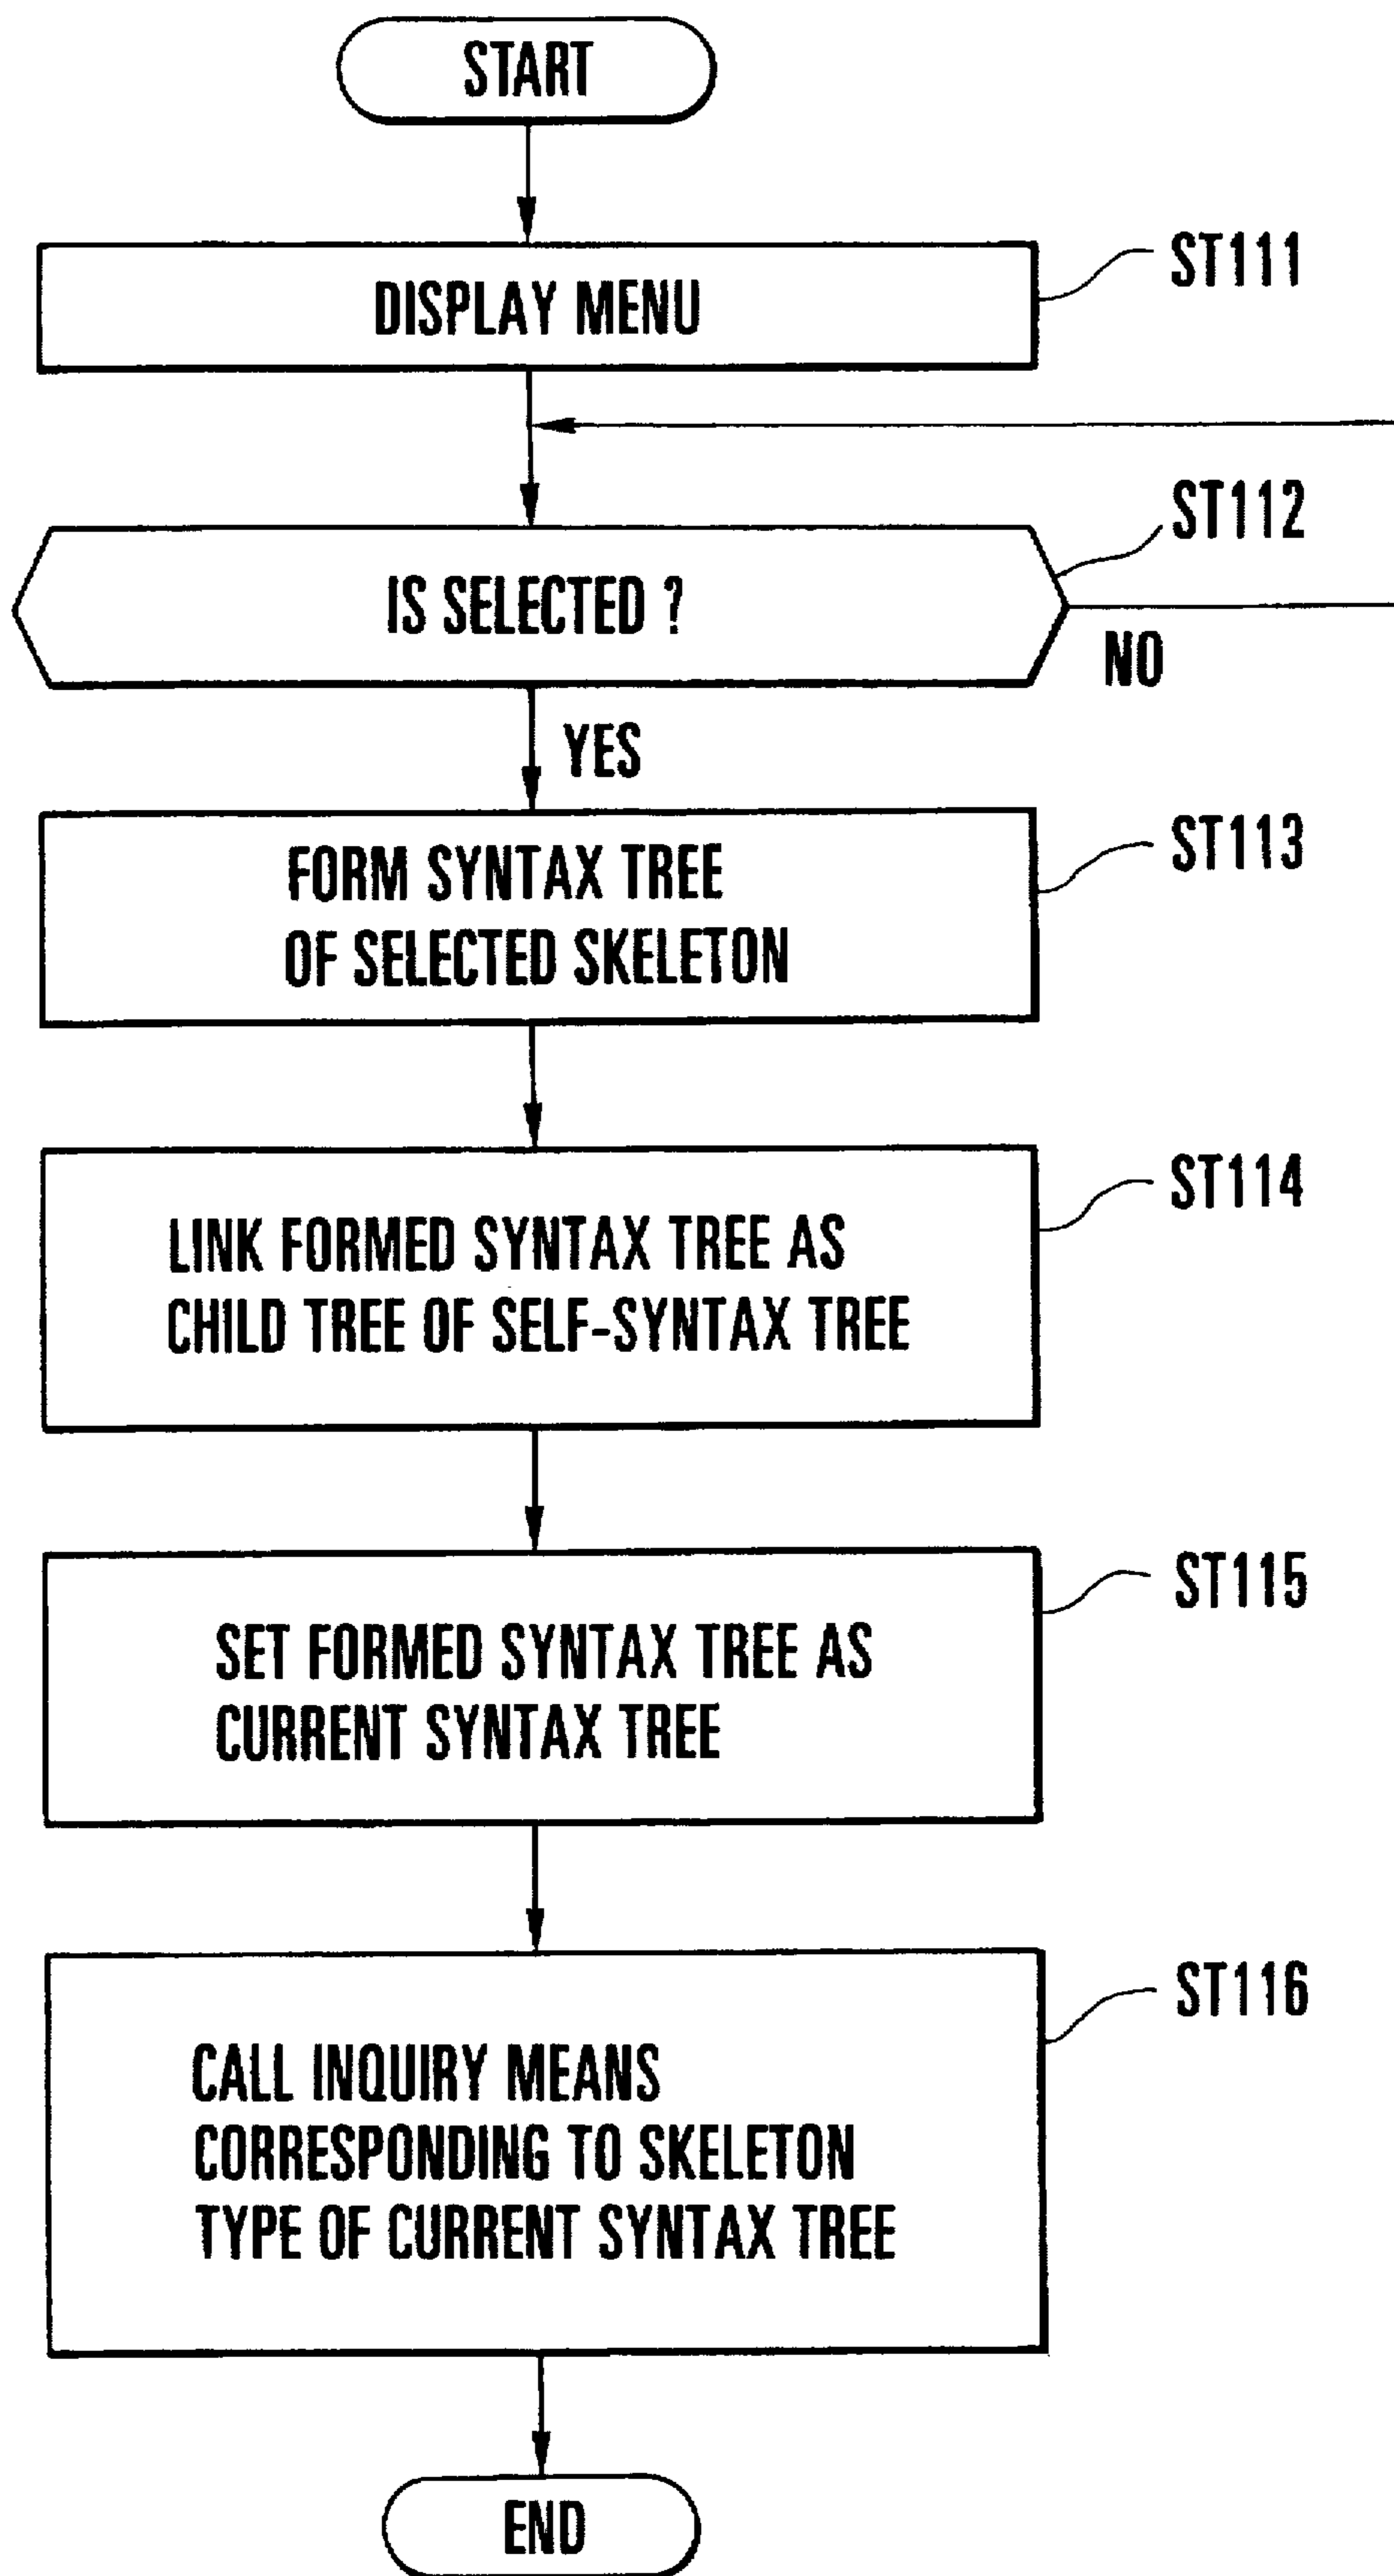 START
DISPLAY MENU
ST111
IS SELECTED ?
ST112
NO
YES
FORM SYNTAX TREE
OF SELECTED SKELETON
ST113
LINK FORMED SYNTAX TREE AS
CHILD TREE OF SELF-SYNTAX TREE
ST114
SET FORMED SYNTAX TREE AS
CURRENT SYNTAX TREE
ST115
CALL INQUIRY MEANS
CORRESPONDING TO SKELETON
TYPE OF CURRENT SYNTAX TREE
ST116
END